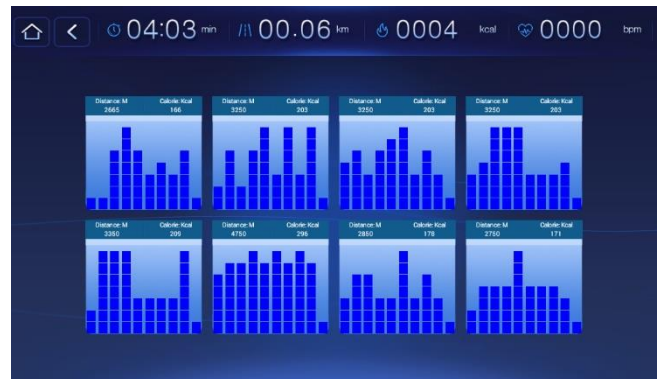 04:03 min 00.06 km 0004 kcal 0000 bpm
Distance: M Calorie: Kcal
2665 166
Distance: M Calorie: Kcal
3250 203
Distance: M Calorie: Kcal
3250 203
Distance: M Calorie: Kcal
3250 203
Distance: M Calorie: Kcal
3350 209
Distance: M Calorie: Kcal
4750 296
Distance: M Calorie: Kcal
2850 178
Distance: M Calorie: Kcal
2750 171